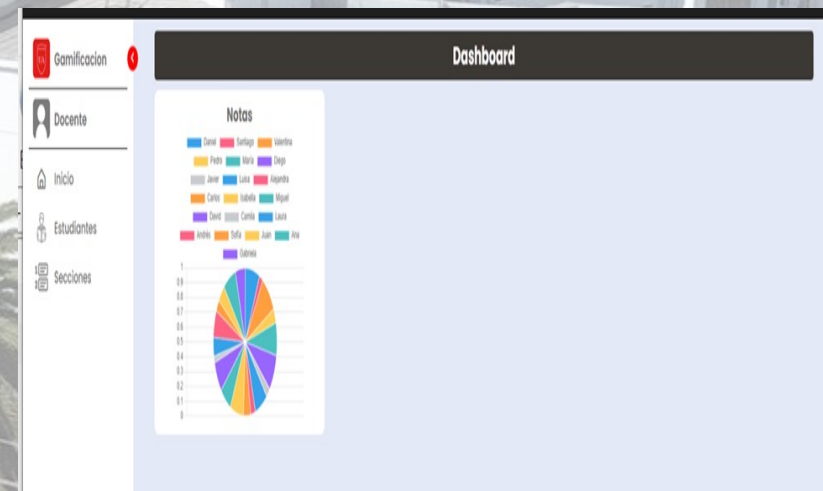 Gamificacion
Dashboard
Docente
Inicio
Estudiantes
Secciones
Notas
Daniel Santiago Valentina
Pedro María Diego
Javier Luisa Alejandra
Carlos Isabella Miguel
David Camila Laura
Andrés Sofía Juan Ana
Gabriela
1
0.9
0.8
0.7
0.6
0.5
0.4
0.3
0.2
0.1
0